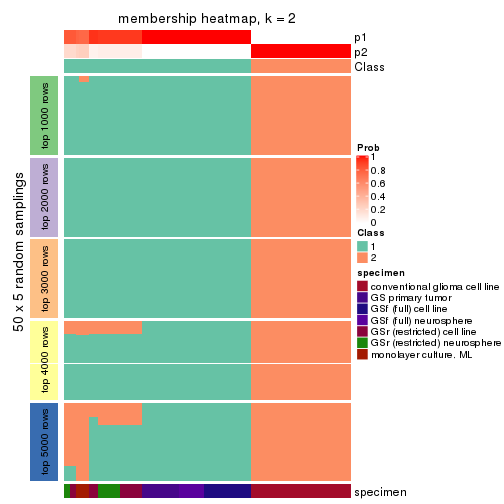 membership heatmap, k = 2
p1
p2
Class
50 x 5 random samplings
top 1000 rows
top 2000 rows
top 3000 rows
top 4000 rows
top 5000 rows
Prob
1
0.8
0.6
0.4
0.2
0
Class
1
2
specimen
conventional glioma cell line
GS primary tumor
GSf (full) cell line
GSf (full) neurosphere
GSr (restricted) cell line
GSr (restricted) neurosphere
monolayer culture, ML
specimen